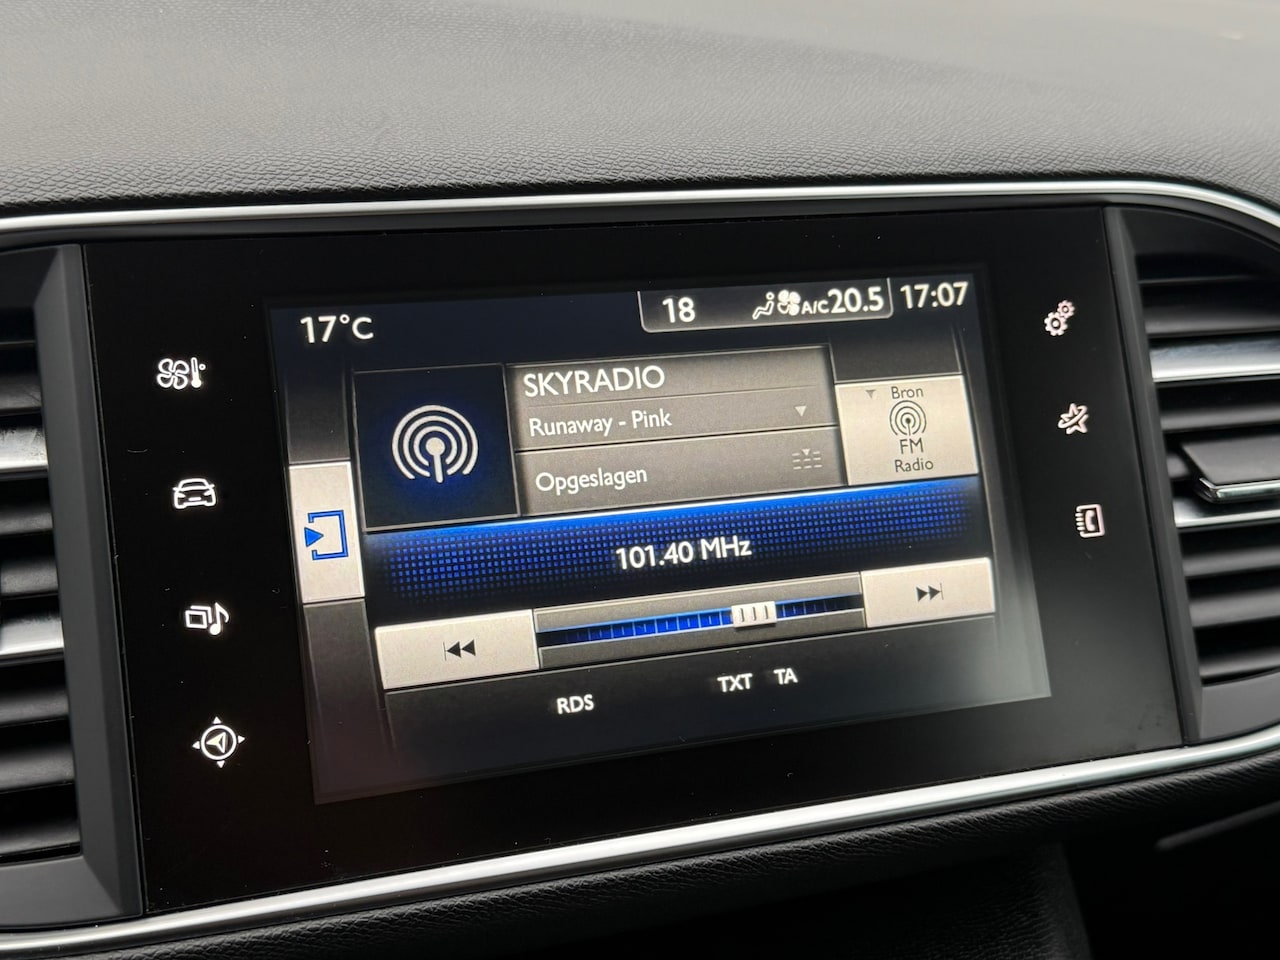 17°C
18
A/C 20.5
17:07
SKYRADIO
Runaway - Pink
Opgeslagen
Bron
FM
Radio
101.40 MHz
RDS
TXT TA